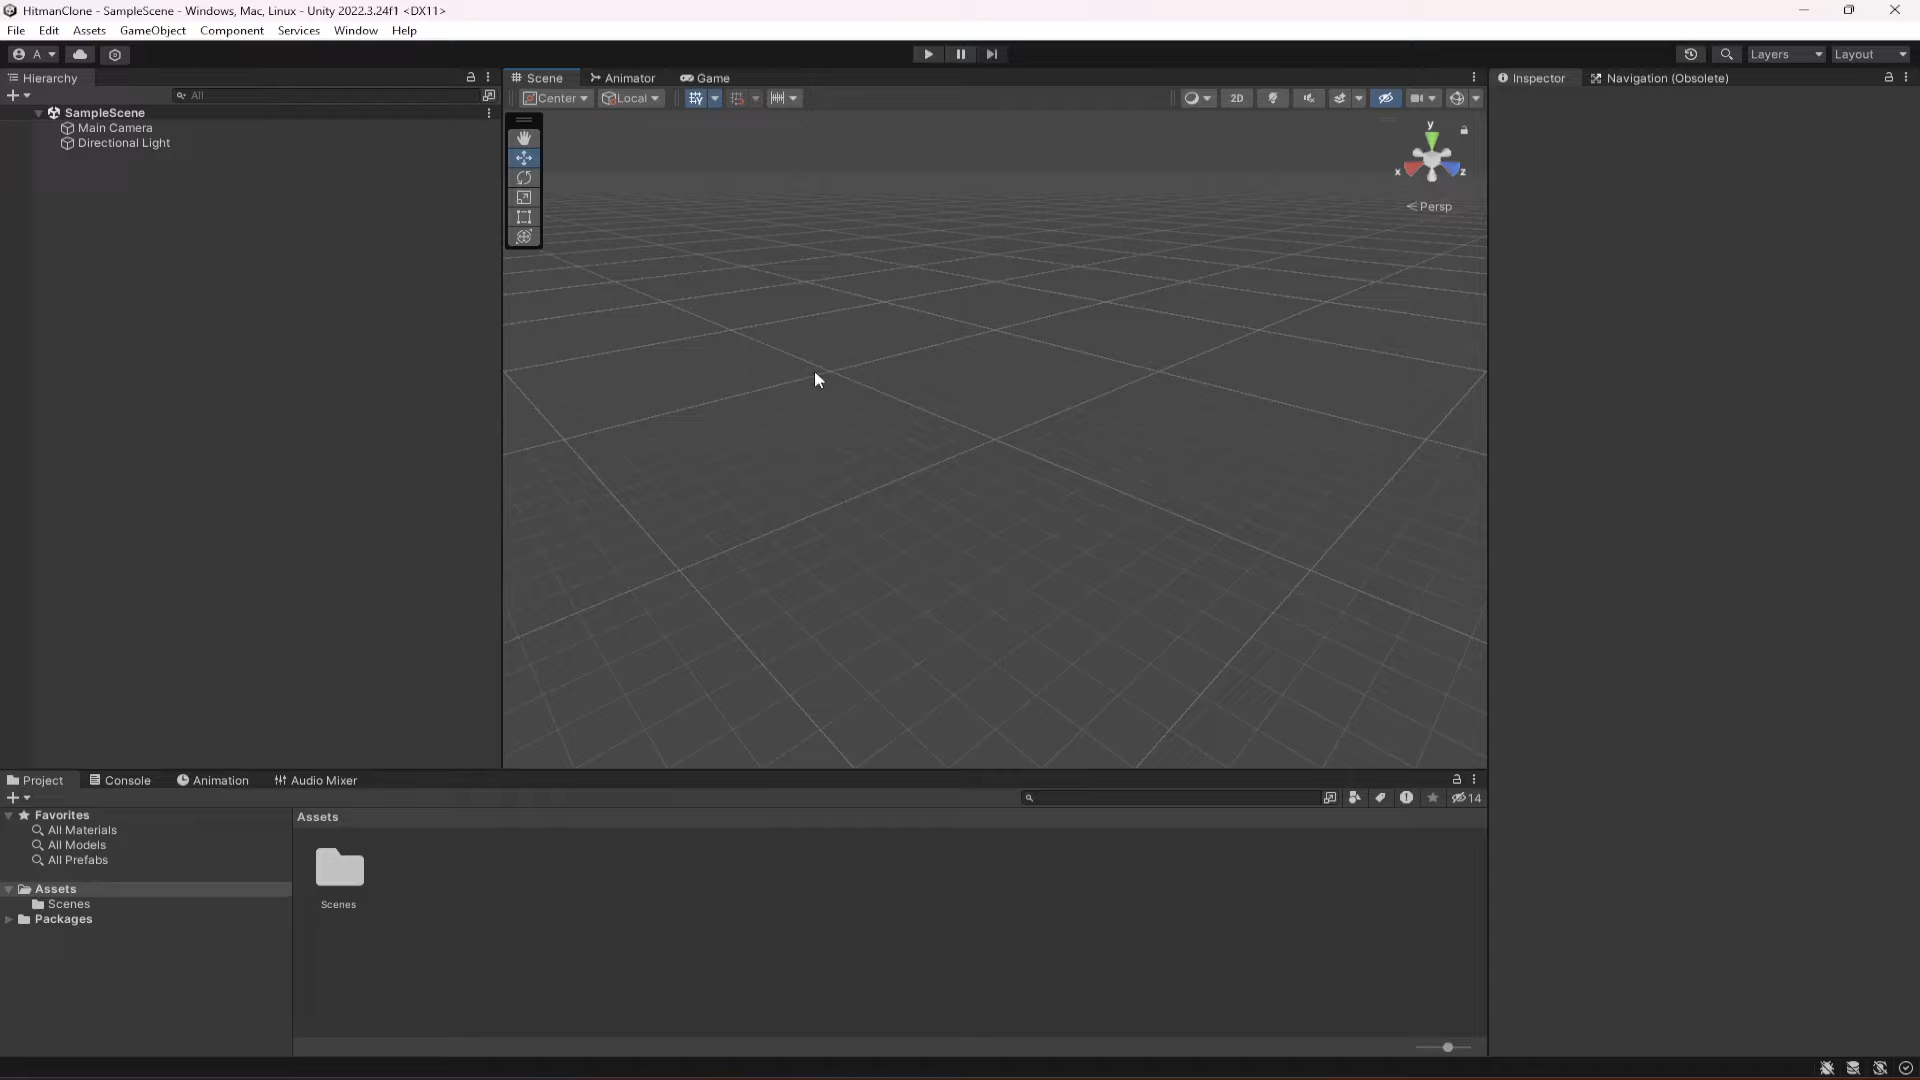 HitmanClone - SampleScene - Windows, Mac, Linux - Unity 2022.3.24f1 <DX11>
File Edit Assets GameObject Component Services Window Help
A Layers Layout
Hierarchy Scene Animator Game Inspector Navigation (Obsolete)
All Center Local 2D
SampleScene
Main Camera
Directional Light
y
x z
Persp
Project Console Animation Audio Mixer
14
Favorites
All Materials
All Models
All Prefabs
Assets
Scenes
Packages
Assets
Scenes